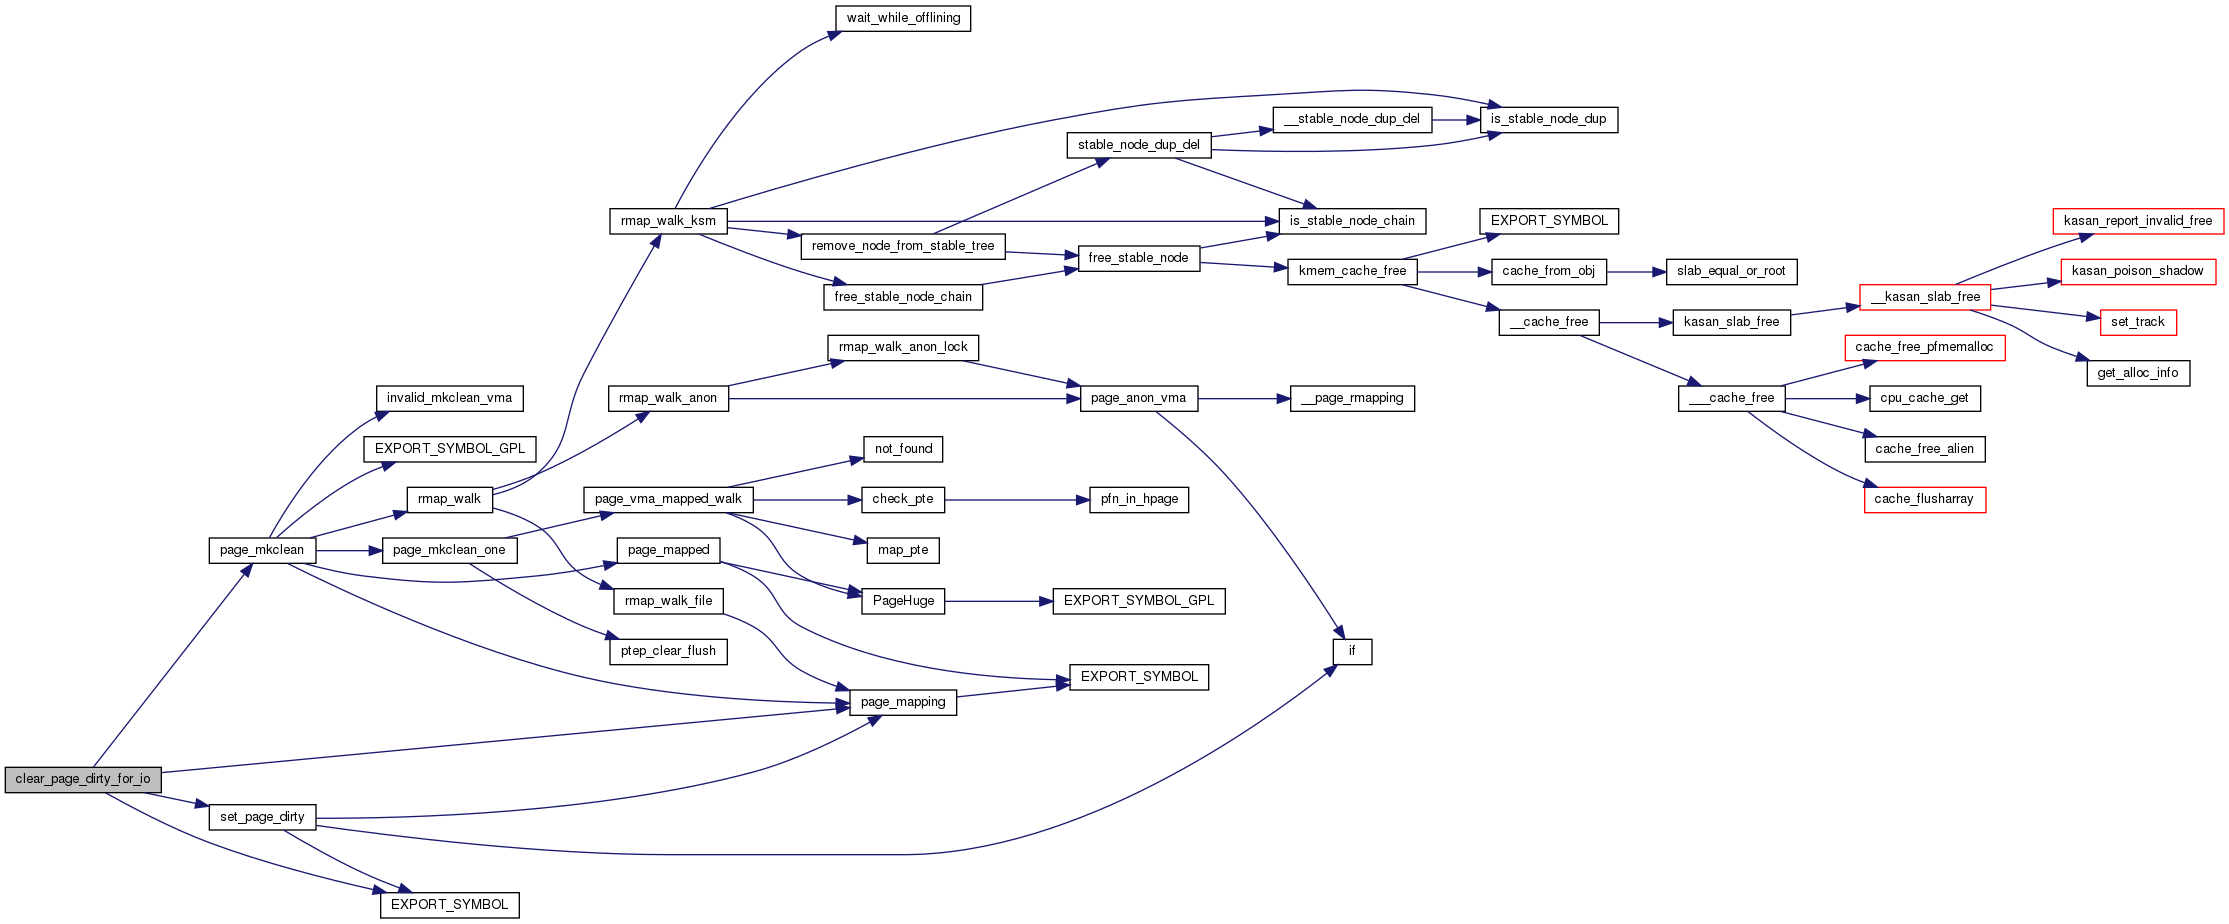 wait_while_offlining
__stable_node_dup_del
is_stable_node_dup
stable_node_dup_del
rmap_walk_ksm
is_stable_node_chain
EXPORT_SYMBOL
kasan_report_invalid_free
remove_node_from_stable_tree
free_stable_node
kmem_cache_free
cache_from_obj
slab_equal_or_root
kasan_poison_shadow
free_stable_node_chain
__kasan_slab_free
__cache_free
kasan_slab_free
set_track
rmap_walk_anon_lock
cache_free_pfmemalloc
get_alloc_info
invalid_mkclean_vma
rmap_walk_anon
page_anon_vma
__page_rmapping
___cache_free
cpu_cache_get
EXPORT_SYMBOL_GPL
not_found
cache_free_alien
rmap_walk
page_vma_mapped_walk
check_pte
pfn_in_hpage
cache_flusharray
page_mkclean
page_mkclean_one
page_mapped
map_pte
rmap_walk_file
PageHuge
EXPORT_SYMBOL_GPL
ptep_clear_flush
if
EXPORT_SYMBOL
page_mapping
clear_page_dirty_for_io
set_page_dirty
EXPORT_SYMBOL